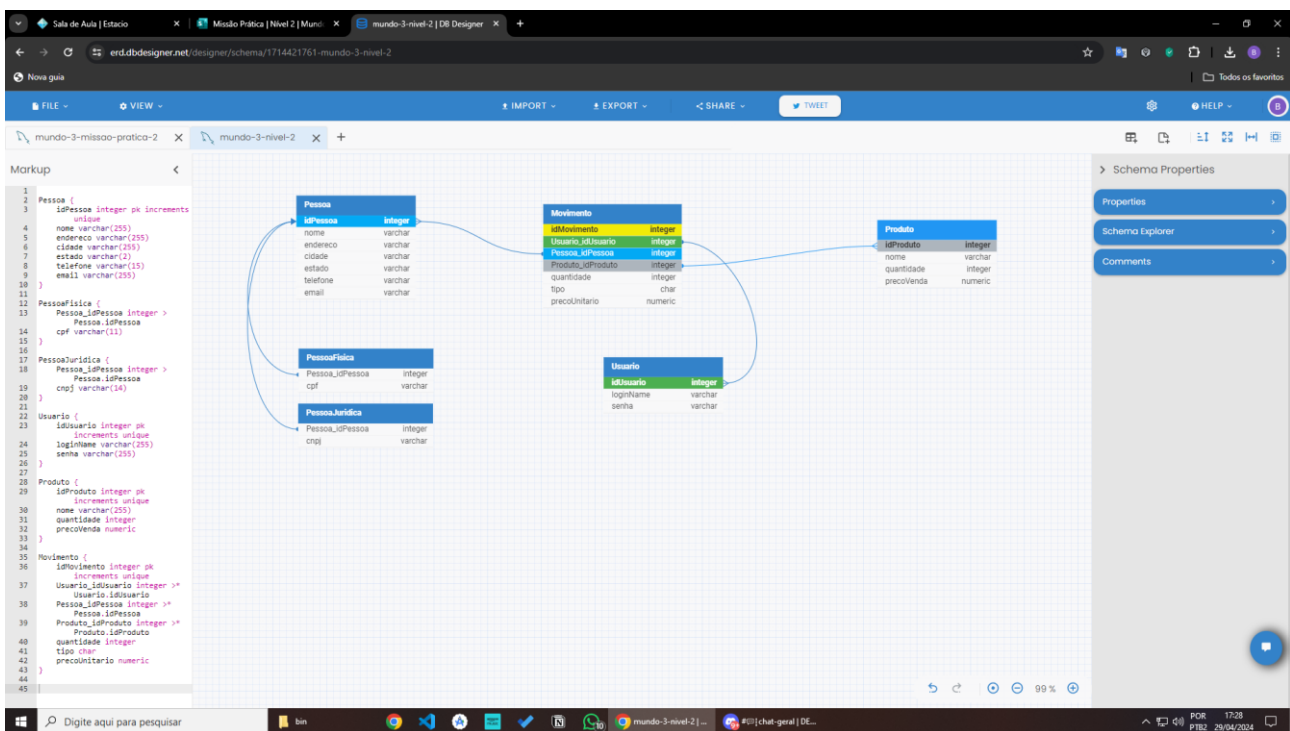 Sala de Aula | Estacio
Missão Prática | Nível 2 | Mund
mundo-3-nivel-2 | DB Designer
erd.dbdesigner.net/designer/schema/1714421761-mundo-3-nivel-2
Nova guia
Todos os favoritos
FILE
VIEW
IMPORT
EXPORT
SHARE
TWEET
HELP
B
mundo-3-missao-pratica-2
mundo-3-nivel-2
Markup
1
2 Pessoa {
3 idPessoa integer pk increments
unique
4 nome varchar(255)
5 endereco varchar(255)
6 cidade varchar(255)
7 estado varchar(2)
8 telefone varchar(15)
9 email varchar(255)
10 }
11
12 PessoaFisica {
13 Pessoa_idPessoa integer >
Pessoa.idPessoa
14 cpf varchar(11)
15 }
16
17 PessoaJuridica {
18 Pessoa_idPessoa integer >
Pessoa.idPessoa
19 cnpj varchar(14)
20 }
21
22 Usuario {
23 idUsuario integer pk
increments unique
24 loginName varchar(255)
25 senha varchar(255)
26 }
27
28 Produto {
29 idProduto integer pk
increments unique
30 nome varchar(255)
31 quantidade integer
32 precoVenda numeric
33 }
34
35 Movimento {
36 idMovimento integer pk
increments unique
37 Usuario_idUsuario integer >*
Usuario.idUsuario
38 Pessoa_idPessoa integer >*
Pessoa.idPessoa
39 Produto_idProduto integer >*
Produto.idProduto
40 quantidade integer
41 tipo char
42 precoUnitario numeric
43 }
44
45
Pessoa
idPessoa integer
nome varchar
endereco varchar
cidade varchar
estado varchar
telefone varchar
email varchar
Movimento
idMovimento integer
Usuario_idUsuario integer
Pessoa_idPessoa integer
Produto_idProduto integer
quantidade integer
tipo char
precoUnitario numeric
Produto
idProduto integer
nome varchar
quantidade integer
precoVenda numeric
PessoaFisica
Pessoa_idPessoa integer
cpf varchar
PessoaJuridica
Pessoa_idPessoa integer
cnpj varchar
Usuario
idUsuario integer
loginName varchar
senha varchar
Schema Properties
Properties
Schema Explorer
Comments
99 %
Digite aqui para pesquisar
bin
mundo-3-nivel-2 | ...
chat-geral | DE...
POR
PTB2
17:28
29/04/2024